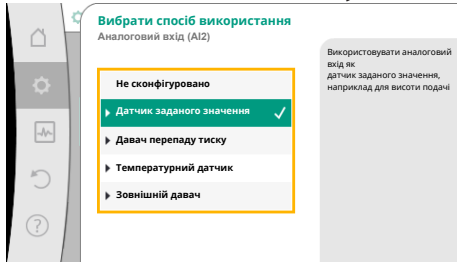 Вибрати спосіб використання
Аналоговий вхід (AI2)
Не сконфігуровано
Датчик заданого значення
Давач перепаду тиску
Температурний датчик
Зовнішній давач
Використовувати аналоговий
вхід як
датчик заданого значення,
наприклад для висоти подачі